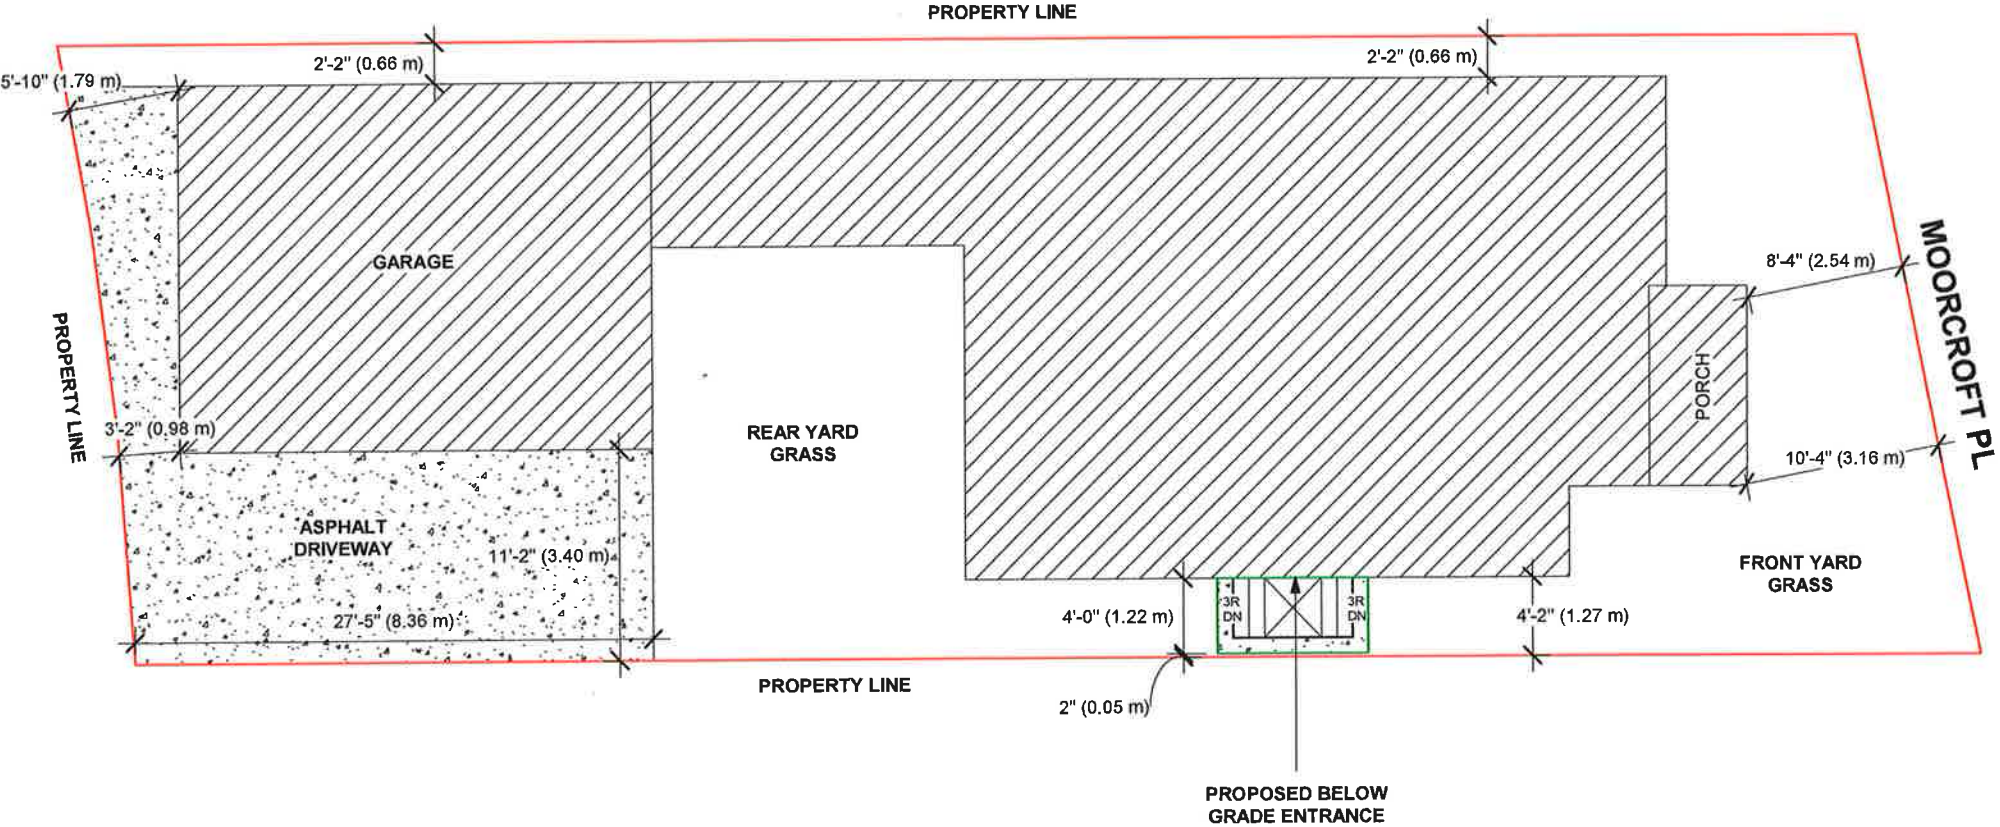 PROPERTY LINE
2'-2" (0.66 m)
2'-2" (0.66 m)
5'-10" (1.79 m)
GARAGE
8'-4" (2.54 m)
MOORCROFT PL
PROPERTY LINE
PORCH
3'-2" (0.98 m)
REAR YARD
GRASS
10'-4" (3.16 m)
ASPHALT
DRIVEWAY
11'-2" (3.40 m)
FRONT YARD
GRASS
27'-5" (8.36 m)
4'-0" (1.22 m)
3R
DN
3R
DN
4'-2" (1.27 m)
PROPERTY LINE
2" (0.05 m)
PROPOSED BELOW
GRADE ENTRANCE